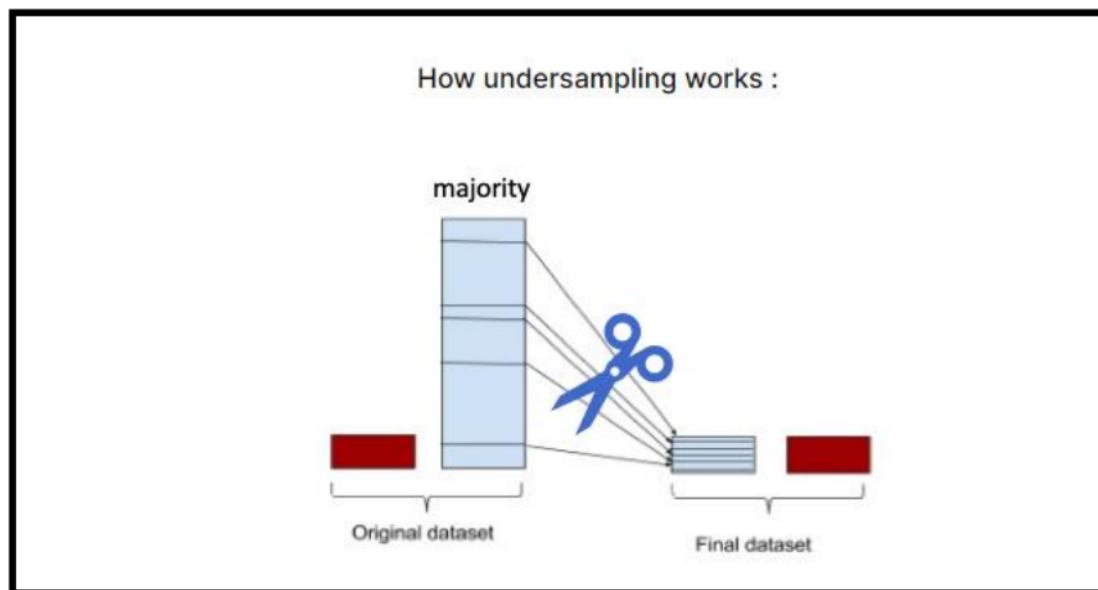 How undersampling works :
majority
Original dataset
Final dataset